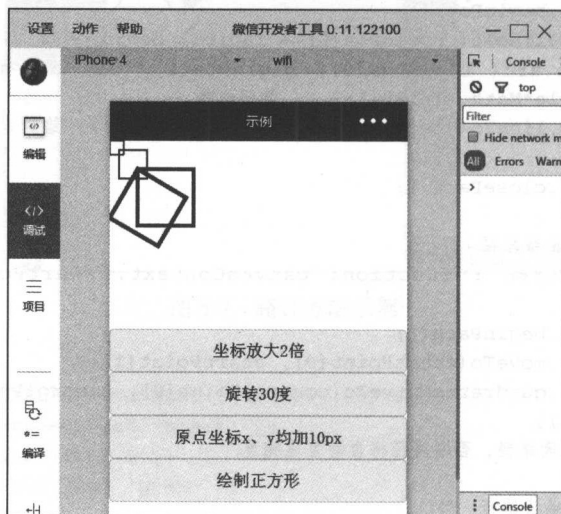 设置 动作 帮助 微信开发者工具 0.11.122100
iPhone 4 wifi
Console
top
Filter
Hide network m
All Errors Warn
示例
编辑
调试
项目
编译
坐标放大2倍
旋转30度
原点坐标x、y均加10px
绘制正方形
Console